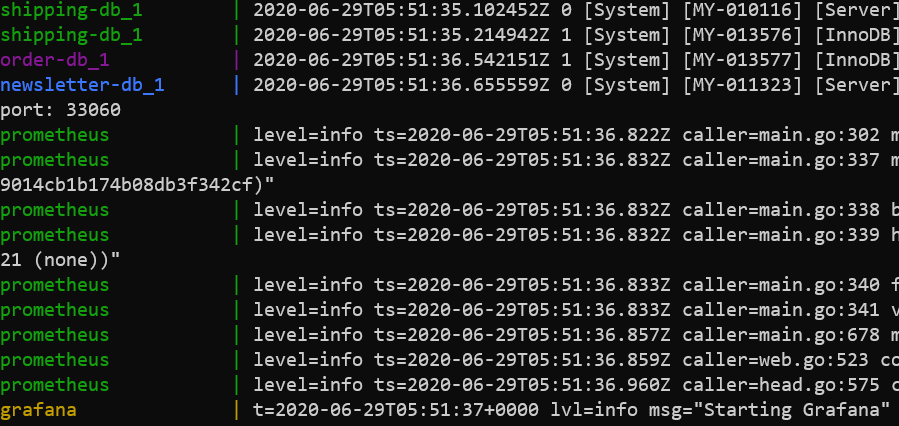 shipping-db_1 | 2020-06-29T05:51:35.102452Z 0 [System] [MY-010116] [Server]
shipping-db_1 | 2020-06-29T05:51:35.214942Z 1 [System] [MY-013576] [InnoDB]
order-db_1 | 2020-06-29T05:51:36.542151Z 1 [System] [MY-013577] [InnoDB]
newsletter-db_1 | 2020-06-29T05:51:36.655559Z 0 [System] [MY-011323] [Server]
port: 33060
prometheus | level=info ts=2020-06-29T05:51:36.822Z caller=main.go:302 m
prometheus | level=info ts=2020-06-29T05:51:36.832Z caller=main.go:337 m
9014cb1b174b08db3f342cf)"
prometheus | level=info ts=2020-06-29T05:51:36.832Z caller=main.go:338 b
prometheus | level=info ts=2020-06-29T05:51:36.832Z caller=main.go:339 h
21 (none))"
prometheus | level=info ts=2020-06-29T05:51:36.833Z caller=main.go:340 f
prometheus | level=info ts=2020-06-29T05:51:36.833Z caller=main.go:341 v
prometheus | level=info ts=2020-06-29T05:51:36.857Z caller=main.go:678 m
prometheus | level=info ts=2020-06-29T05:51:36.859Z caller=web.go:523 co
prometheus | level=info ts=2020-06-29T05:51:36.960Z caller=head.go:575 c
grafana | t=2020-06-29T05:51:37+0000 lvl=info msg="Starting Grafana"